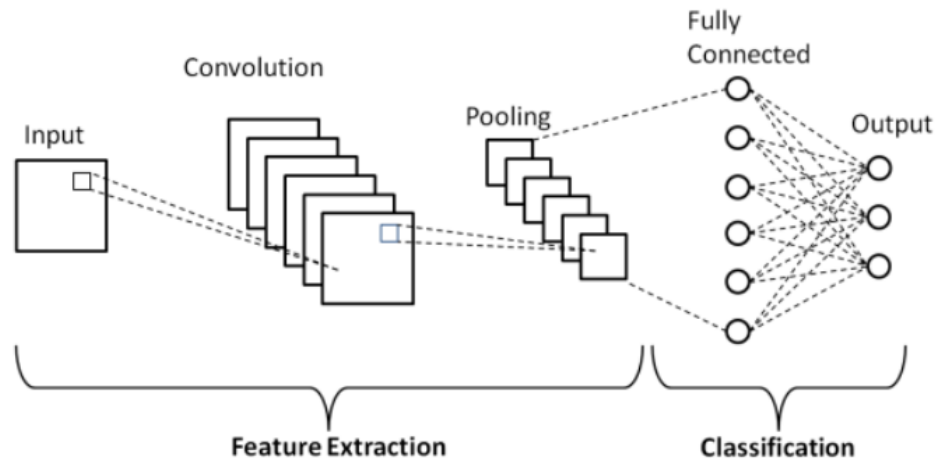 Input
Convolution
Pooling
Fully
Connected
Output
Feature Extraction
Classification